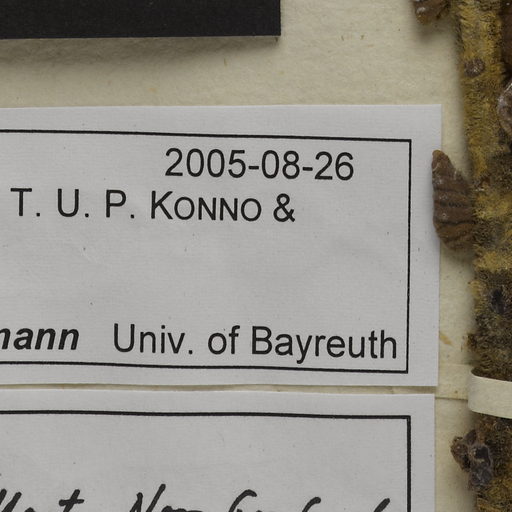 2005-08-26
T. U. P. KONNO &
mann Univ. of Bayreuth